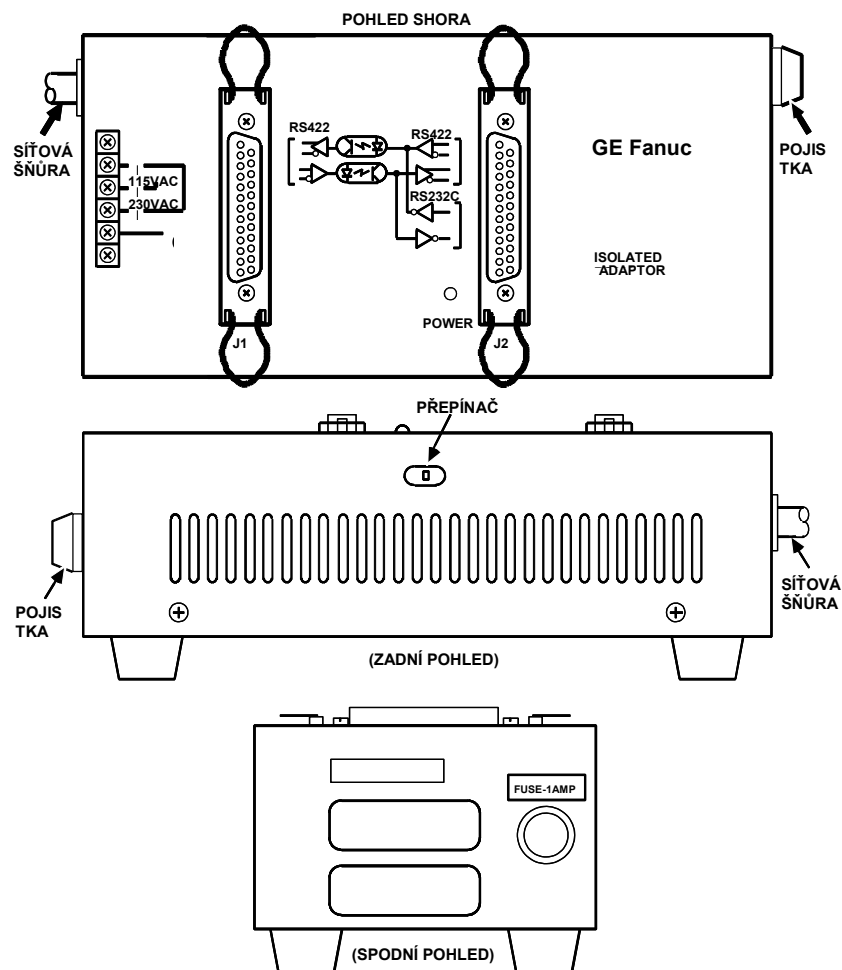 POHLED SHORA
SÍŤOVÁ
ŠŇŮRA
115VAC
230VAC
RS422
RS422
RS232C
GE Fanuc
POJIS
TKA
ISOLATED
ADAPTOR
POWER
J1
J2
PŘEPÍNAČ
POJIS
TKA
SÍŤOVÁ
ŠŇŮRA
(ZADNÍ POHLED)
FUSE-1AMP
(SPODNÍ POHLED)